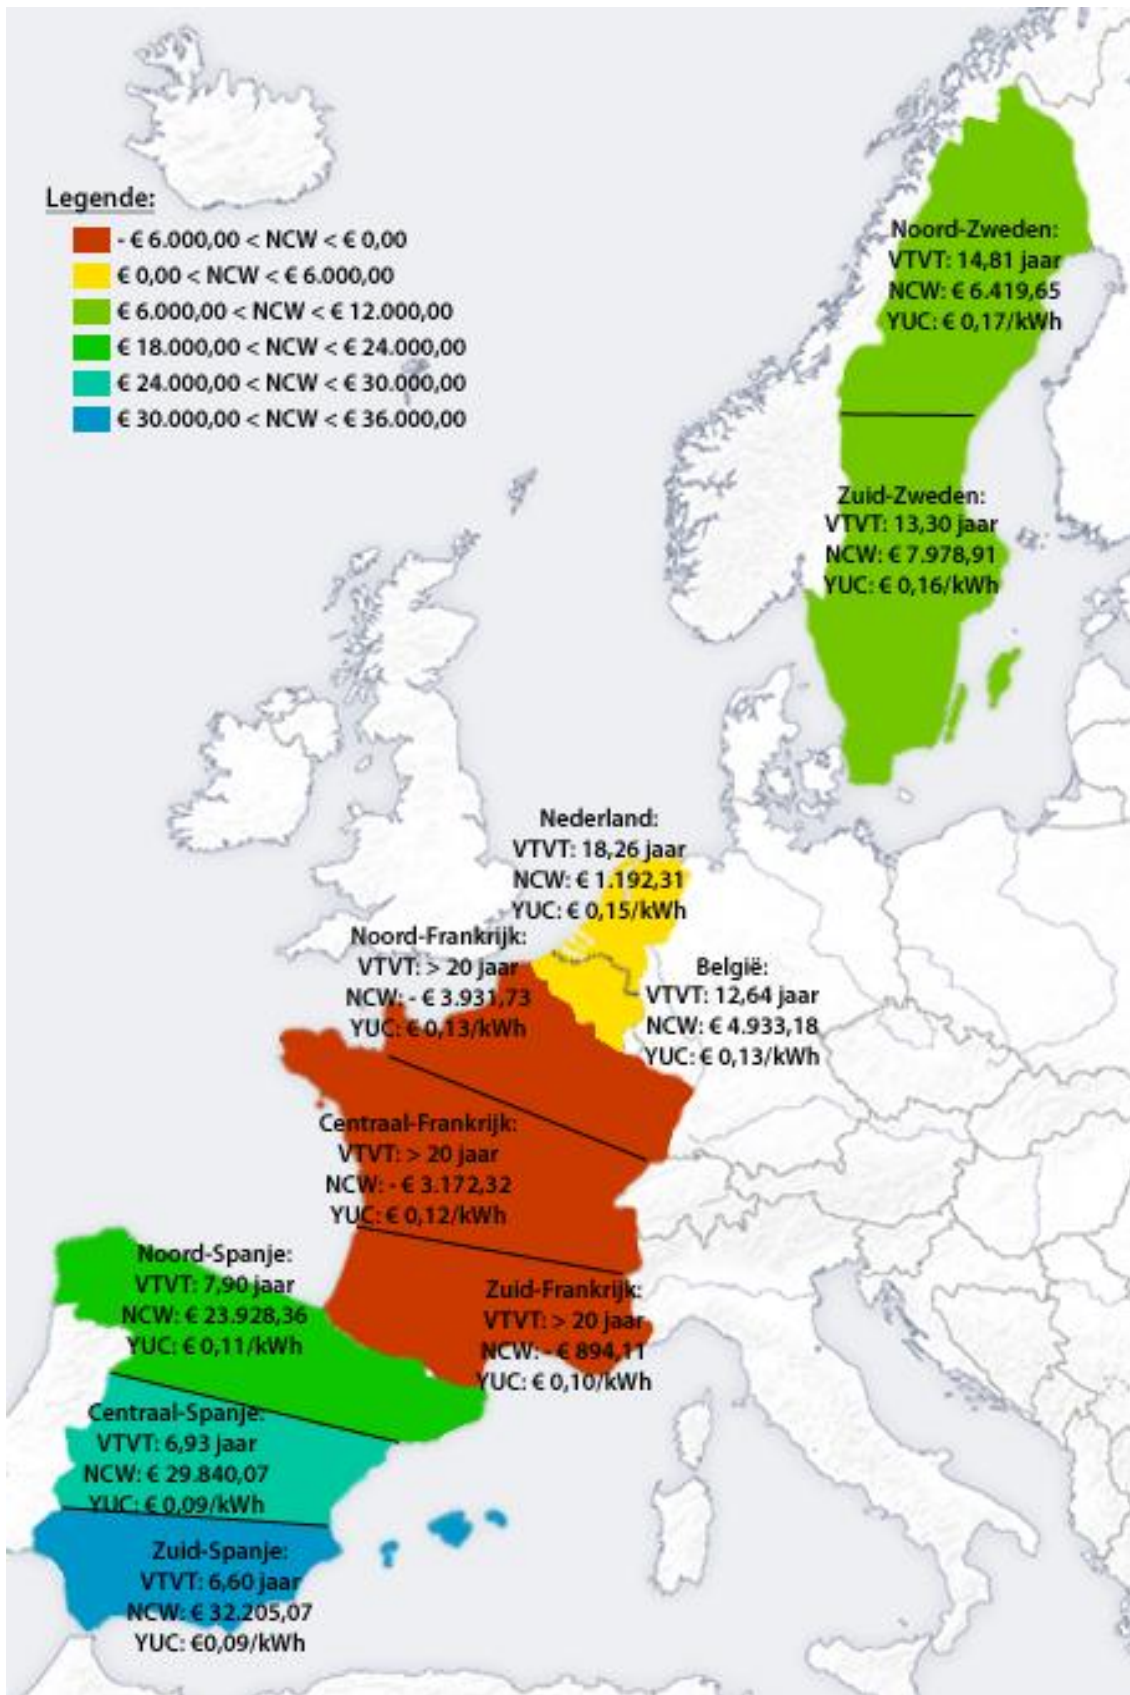 Legende:
- € 6.000,00 < NCW < € 0,00
€ 0,00 < NCW < € 6.000,00
€ 6.000,00 < NCW < € 12.000,00
€ 18.000,00 < NCW < € 24.000,00
€ 24.000,00 < NCW < € 30.000,00
€ 30.000,00 < NCW < € 36.000,00
Noord-Zweden:
VTVT: 14,81 jaar
NCW: € 6.419,65
YUC: € 0,17/kWh
Zuid-Zweden:
VTVT: 13,30 jaar
NCW: € 7.978,91
YUC: € 0,16/kWh
Nederland:
VTVT: 18,26 jaar
NCW: € 1.192,31
YUC: € 0,15/kWh
Noord-Frankrijk:
VTVT: > 20 jaar
NCW: - € 3.931,73
YUC: € 0,13/kWh
België:
VTVT: 12,64 jaar
NCW: € 4.933,18
YUC: € 0,13/kWh
Centraal-Frankrijk:
VTVT: > 20 jaar
NCW: - € 3.172,32
YUC: € 0,12/kWh
Noord-Spanje:
VTVT: 7,90 jaar
NCW: € 23.928,36
YUC: € 0,11/kWh
Zuid-Frankrijk:
VTVT: > 20 jaar
NCW: - € 894,11
YUC: € 0,10/kWh
Centraal-Spanje:
VTVT: 6,93 jaar
NCW: € 29.840,07
YUC: € 0,09/kWh
Zuid-Spanje:
VTVT: 6,60 jaar
NCW: € 32.205,07
YUC: €0,09/kWh